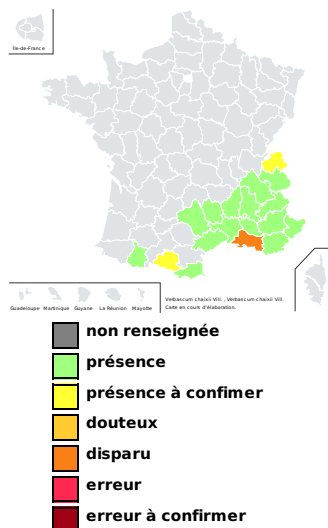 Île-de-France
Guadeloupe Martinique Guyane La Réunion Mayotte
Verbascum chaixii Vill. , Verbascum chaixii Vill.
Carte en cours d'élaboration.
non renseignée
présence
présence à confimer
douteux
disparu
erreur
erreur à confirmer